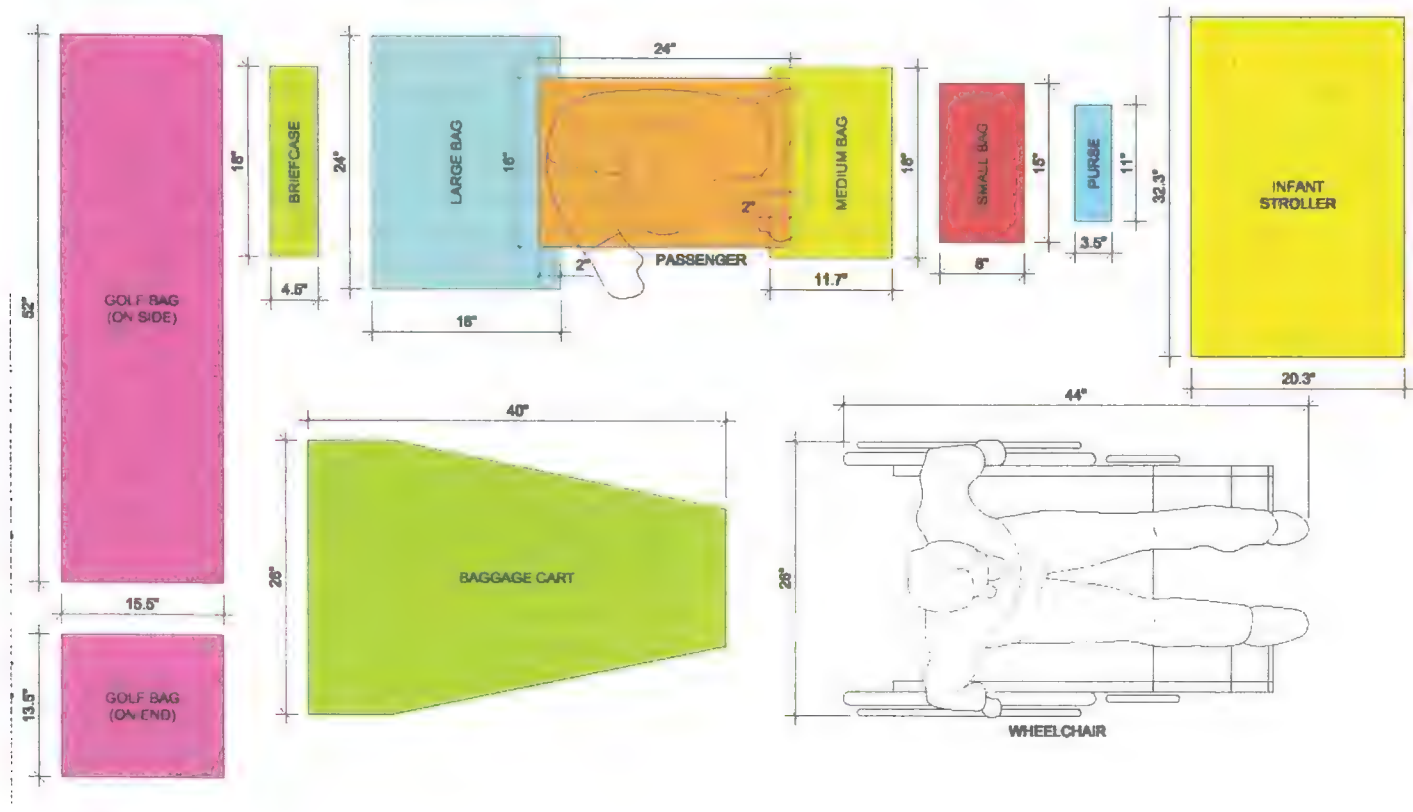 52"
GOLF BAG
(ON SIDE)
15.5"
13.5"
GOLF BAG
(ON END)
18"
BRIEFCASE
4.5"
24"
LARGE BAG
18"
24"
16"
2"
2"
PASSENGER
MEDIUM BAG
18"
11.7"
SMALL BAG
15"
8"
PURSE
11"
3.5"
32.3"
INFANT
STROLLER
20.3"
40"
26"
BAGGAGE CART
44"
26"
WHEELCHAIR